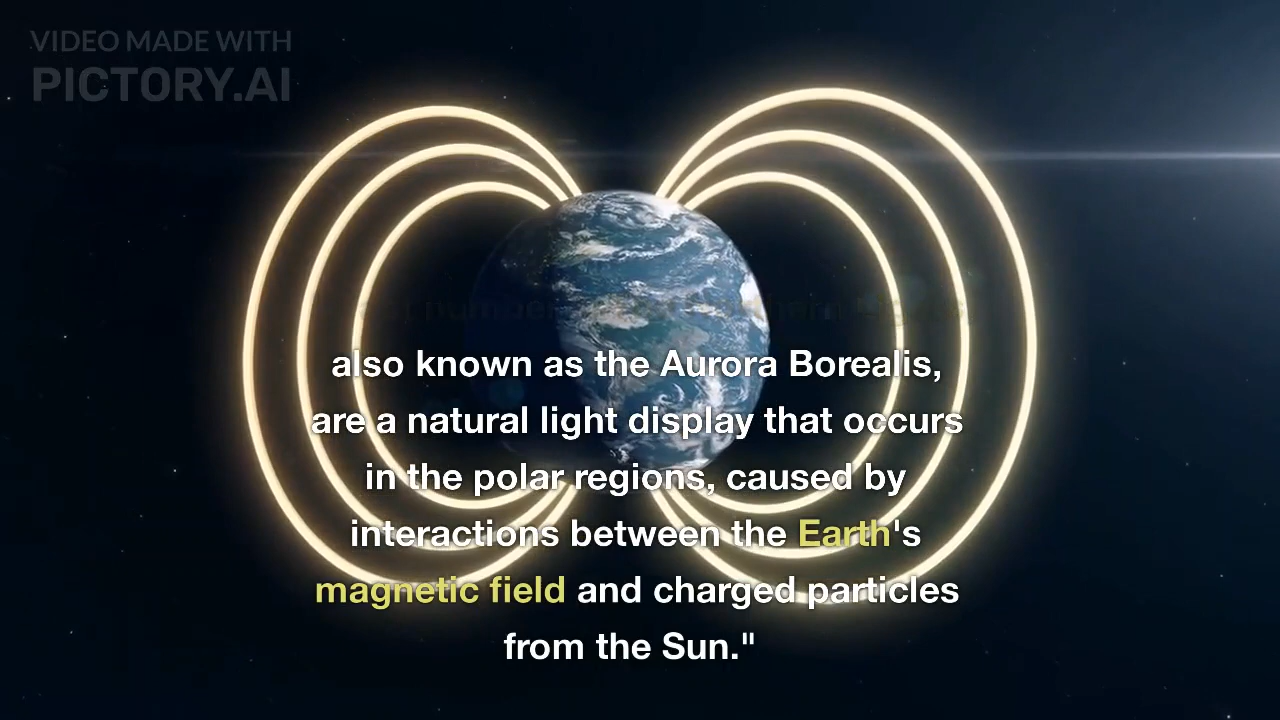 VIDEO MADE WITH
PICTORY.AI
also known as the Aurora Borealis,
are a natural light display that occurs
in the polar regions, caused by
interactions between the Earth's
magnetic field and charged particles
from the Sun."